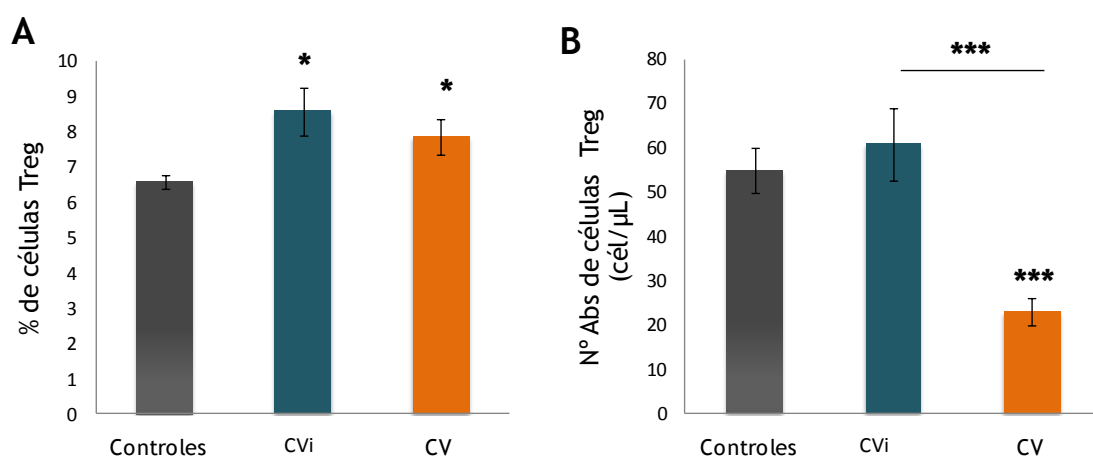 A
% de células Treg
10
9
8
7
6
5
4
3
2
1
0
*
*
Controles
CVi
CV
B
Nº Abs de células Treg
(cél/µL)
80
70
60
50
40
30
20
10
0
***
***
Controles
CVi
CV